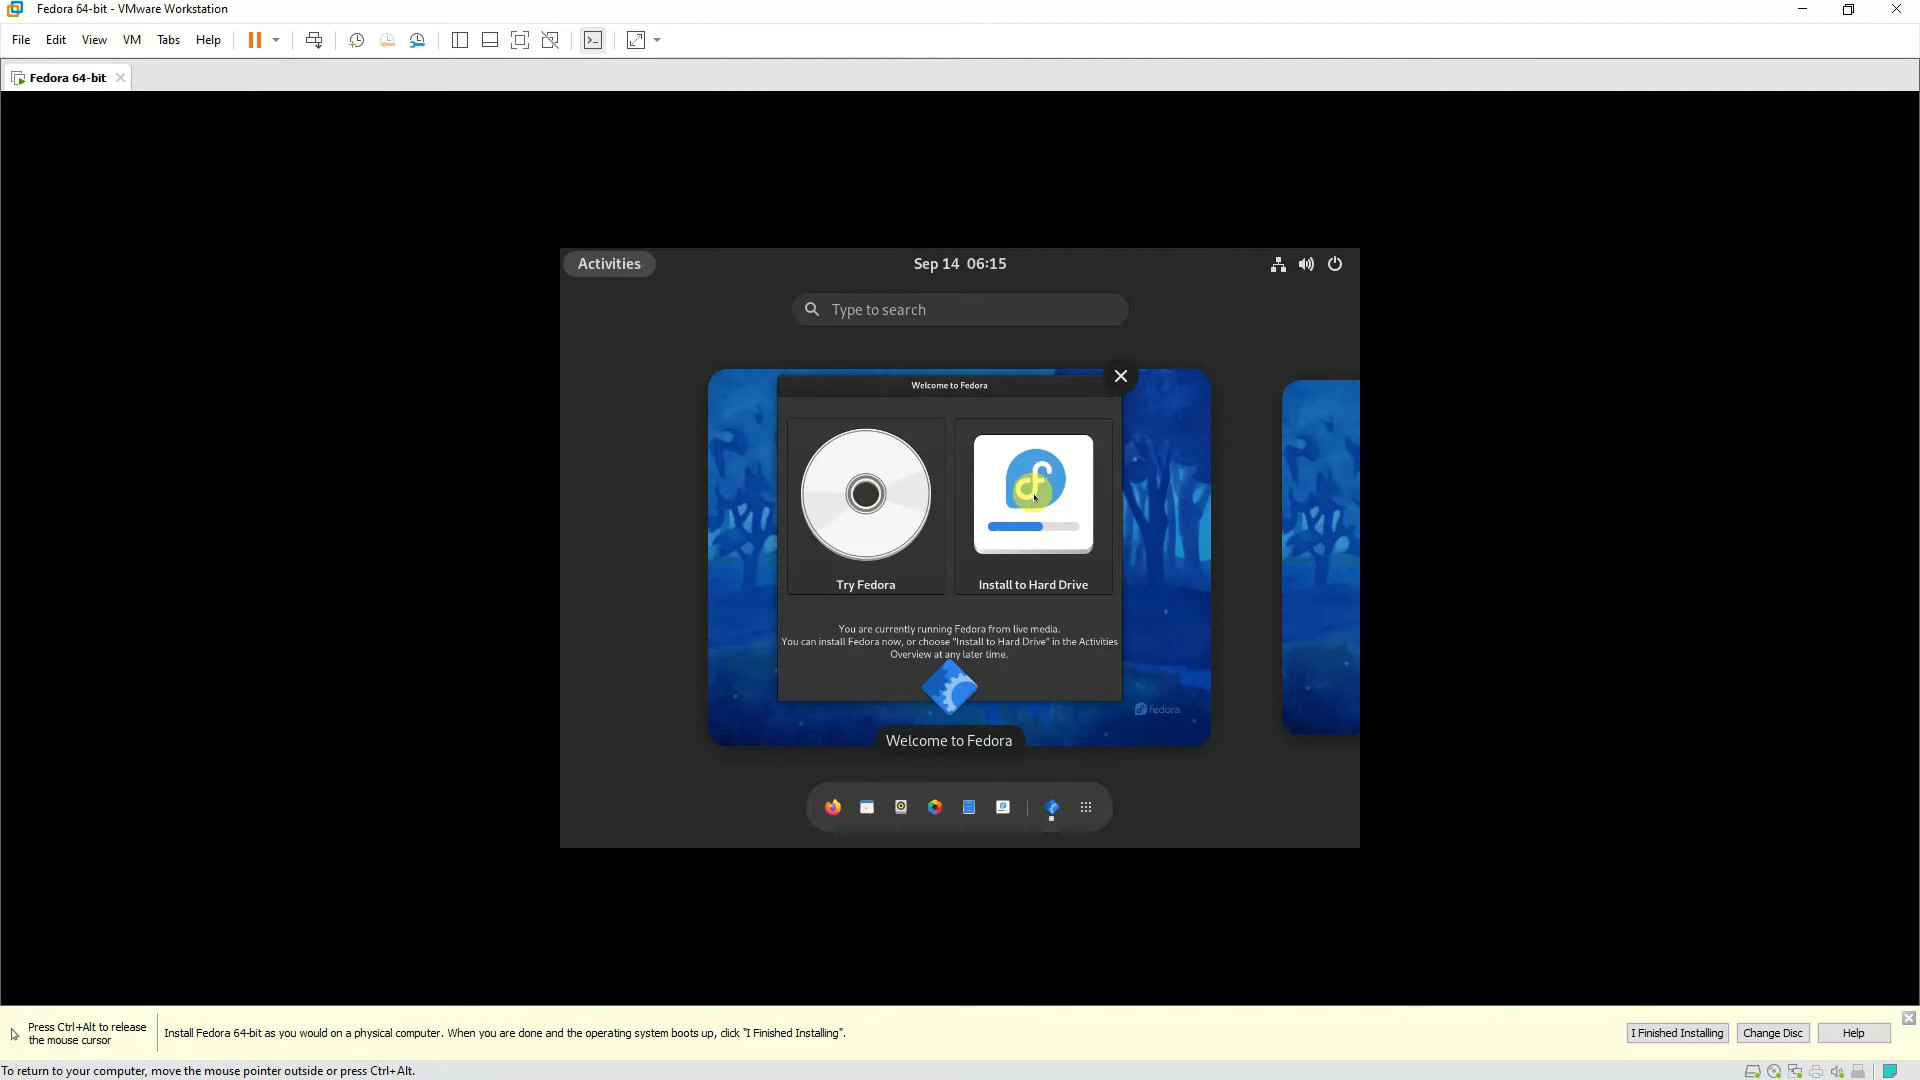 Fedora 64-bit - VMware Workstation
File Edit View VM Tabs Help
Fedora 64-bit
Activities
Sep 14 06:15
Type to search
Welcome to Fedora
Try Fedora
Install to Hard Drive
You are currently running Fedora from live media.
You can install Fedora now, or choose "Install to Hard Drive" in the Activities
Overview at any later time.
fedora
Welcome to Fedora
Press Ctrl+Alt to release
the mouse cursor
Install Fedora 64-bit as you would on a physical computer. When you are done and the operating system boots up, click "I Finished Installing".
I Finished Installing
Change Disc
Help
To return to your computer, move the mouse pointer outside or press Ctrl+Alt.